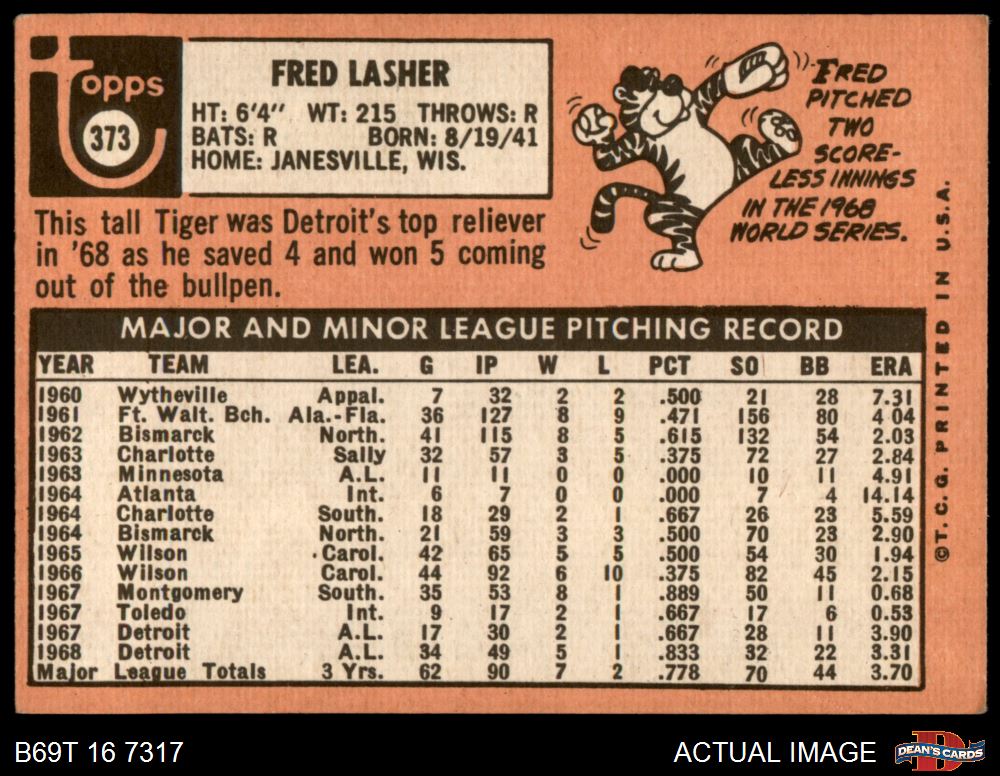 Topps
373
FRED LASHER
HT: 6'4" WT: 215 THROWS: R
BATS: R BORN: 8/19/41
HOME: JANESVILLE, WIS.
FRED
PITCHED
TWO
SCORE-
LESS INNINGS
IN THE 1968
WORLD SERIES.
This tall Tiger was Detroit's top reliever
in '68 as he saved 4 and won 5 coming
out of the bullpen.
MAJOR AND MINOR LEAGUE PITCHING RECORD
YEAR TEAM LEA. G IP W L PCT SO BB ERA
1960 Wytheville Appal. 7 32 2 2 .500 21 28 7.31
1961 Ft. Walt. Bch. Ala.-Fla. 36 127 8 9 .471 156 80 4 04
1962 Bismarck North. 41 115 8 5 .615 132 54 2.03
1963 Charlotte Sally 32 57 3 5 .375 72 27 2.84
1963 Minnesota A.L. 11 11 0 0 .000 10 11 4.91
1964 Atlanta Int. 6 7 0 0 .000 7 4 14.14
1964 Charlotte South. 18 29 2 1 .667 26 23 5.59
1964 Bismarck North. 21 59 3 3 .500 70 23 2.90
1965 Wilson Carol. 42 65 5 5 .500 54 30 1.94
1966 Wilson Carol. 44 92 6 10 .375 82 45 2.15
1967 Montgomery South. 35 53 8 1 .889 50 11 0.68
1967 Toledo Int. 9 17 2 1 .667 17 6 0.53
1967 Detroit A.L. 17 30 2 1 .667 28 11 3.90
1968 Detroit A.L. 34 49 5 1 .833 32 22 3.31
Major League Totals 3 Yrs. 62 90 7 2 .778 70 44 3.70
©T.C.G. PRINTED IN U.S.A.
B69T 16 7317
ACTUAL IMAGE
D
DEAN'S CARDS